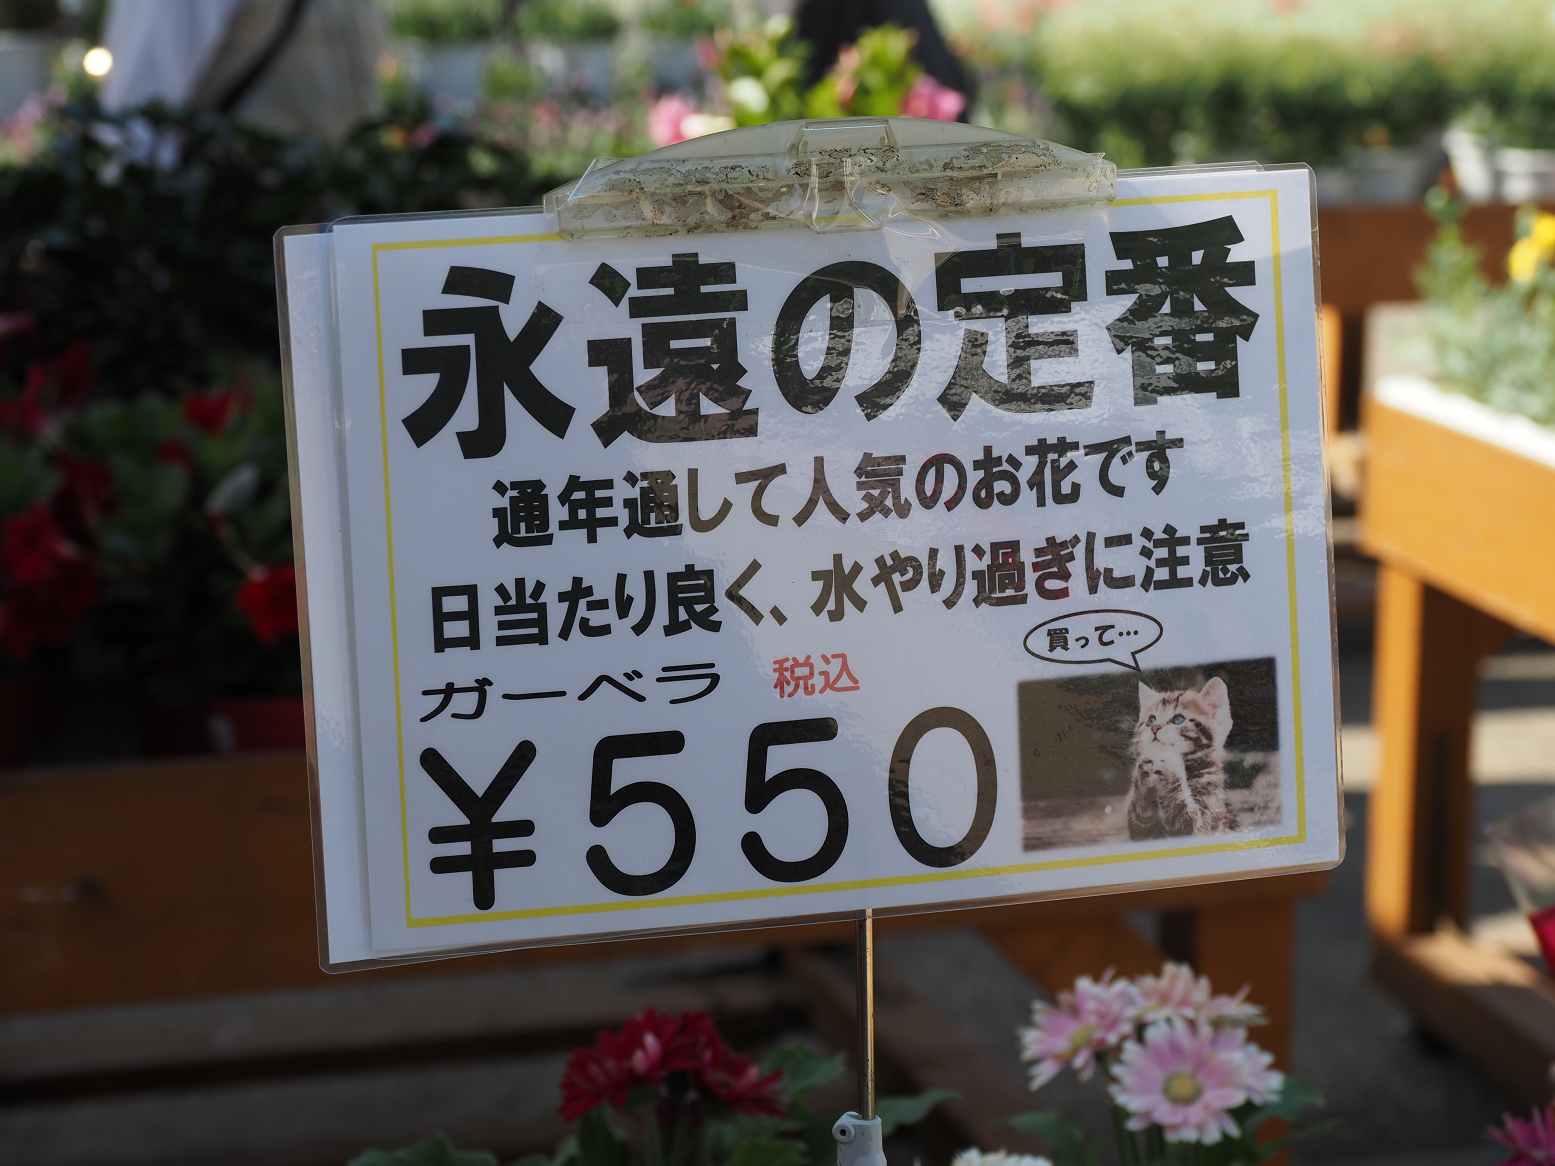 永遠の定番
通年通して人気のお花です
日当たり良く、水やり過ぎに注意
買って…
ガーベラ 税込
¥550